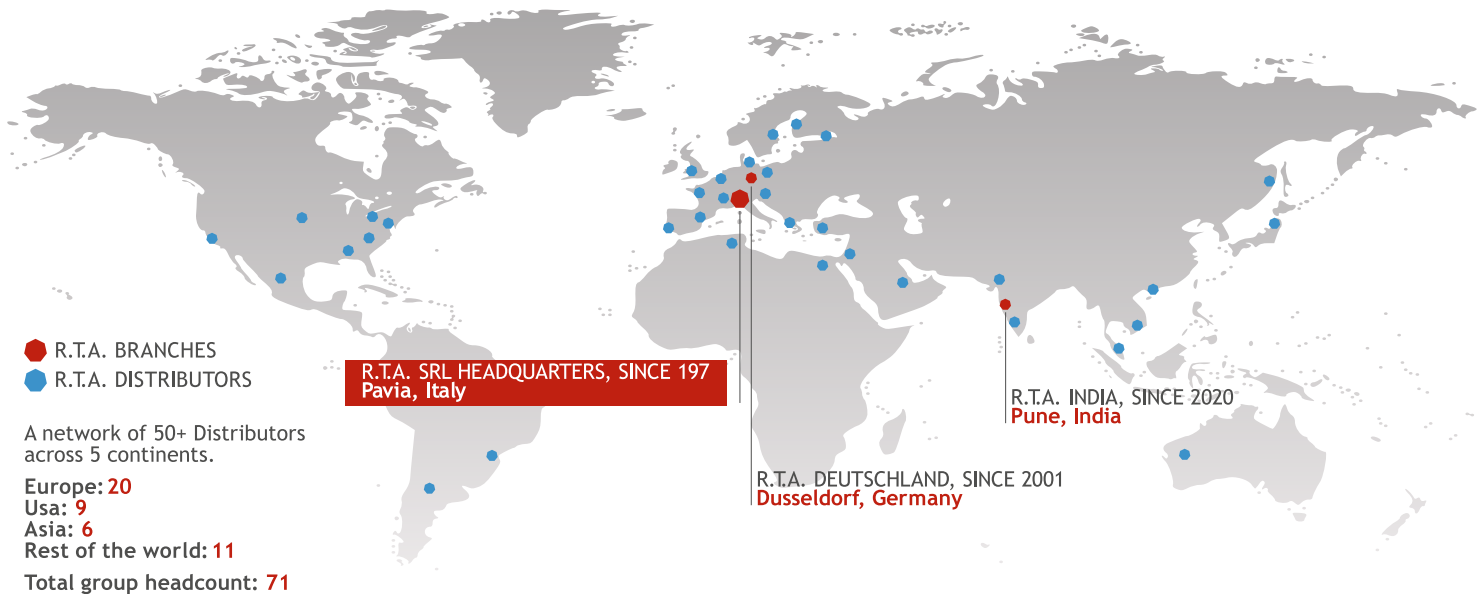 R.T.A. BRANCHES
R.T.A. DISTRIBUTORS
A network of 50+ Distributors
across 5 continents.
Europe: 20
Usa: 9
Asia: 6
Rest of the world: 11
Total group headcount: 71
R.T.A. SRL HEADQUARTERS, SINCE 197
Pavia, Italy
R.T.A. DEUTSCHLAND, SINCE 2001
Dusseldorf, Germany
R.T.A. INDIA, SINCE 2020
Pune, India